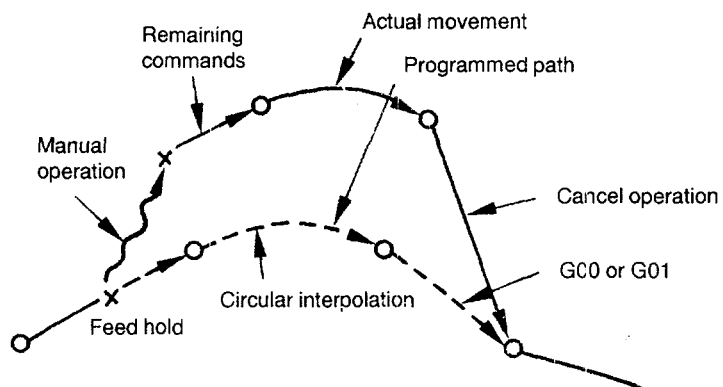 Actual movement
Remaining
commands
Programmed path
Manual
operation
Cancel operation
Circular interpolation
G00 or G01
Feed hold